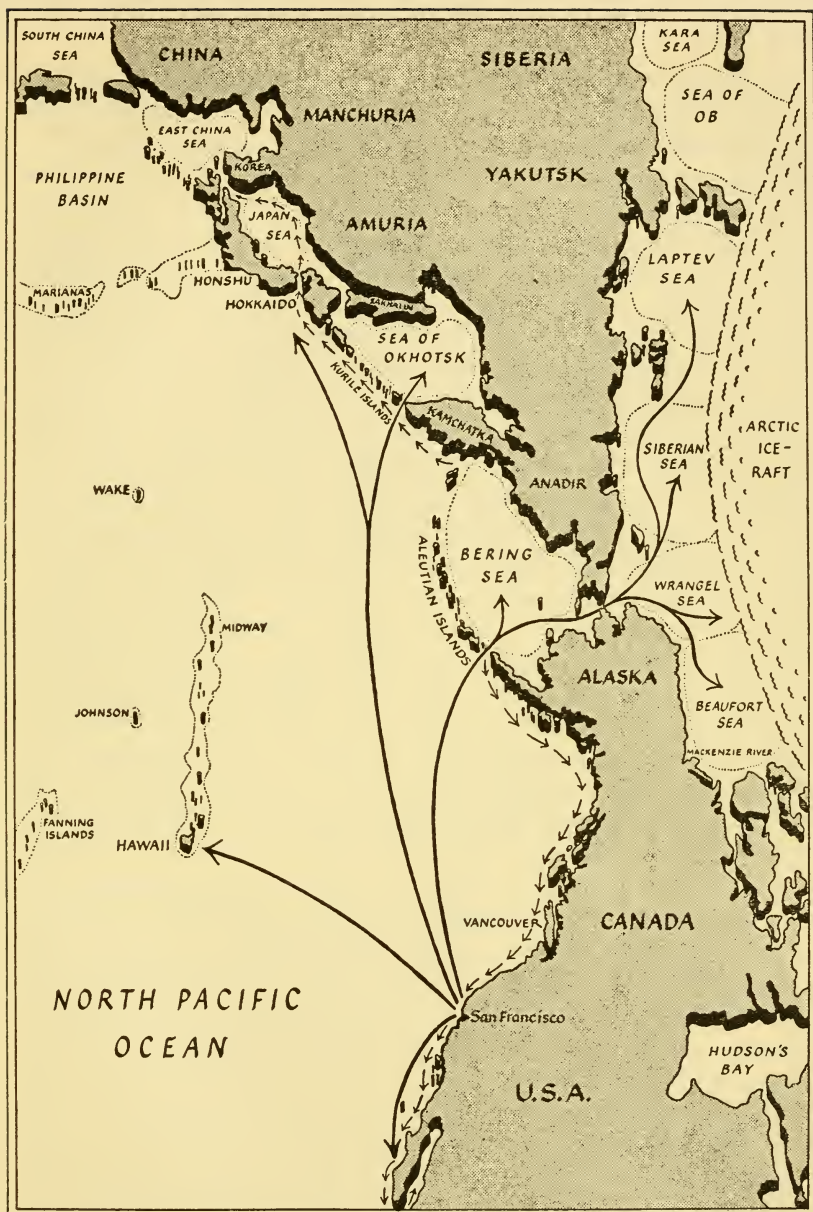 SOUTH CHINA
SEA
CHINA
SIBERIA
KARA
SEA
SEA OF
OB
EAST CHINA
SEA
MANCHURIA
KOREA
PHILIPPINE
BASIN
YAKUTSK
JAPAN
SEA
AMURIA
LAPTEV
SEA
MARIANAS
HONSHU
HOKKAIDO
SAKHALIN
SEA OF
OKHOTSK
KURILE ISLANDS
KAMCHATKA
ARCTIC
ICE-
RAFT
SIBERIAN
SEA
WAKE
ANADIR
BERING
SEA
ALEUTIAN ISLANDS
WRANGEL
SEA
MIDWAY
ALASKA
JOHNSON
BEAUFORT
SEA
MACKENZIE RIVER
FANNING
ISLANDS
HAWAII
VANCOUVER
CANADA
NORTH PACIFIC
OCEAN
San Francisco
HUDSON'S
BAY
U.S.A.